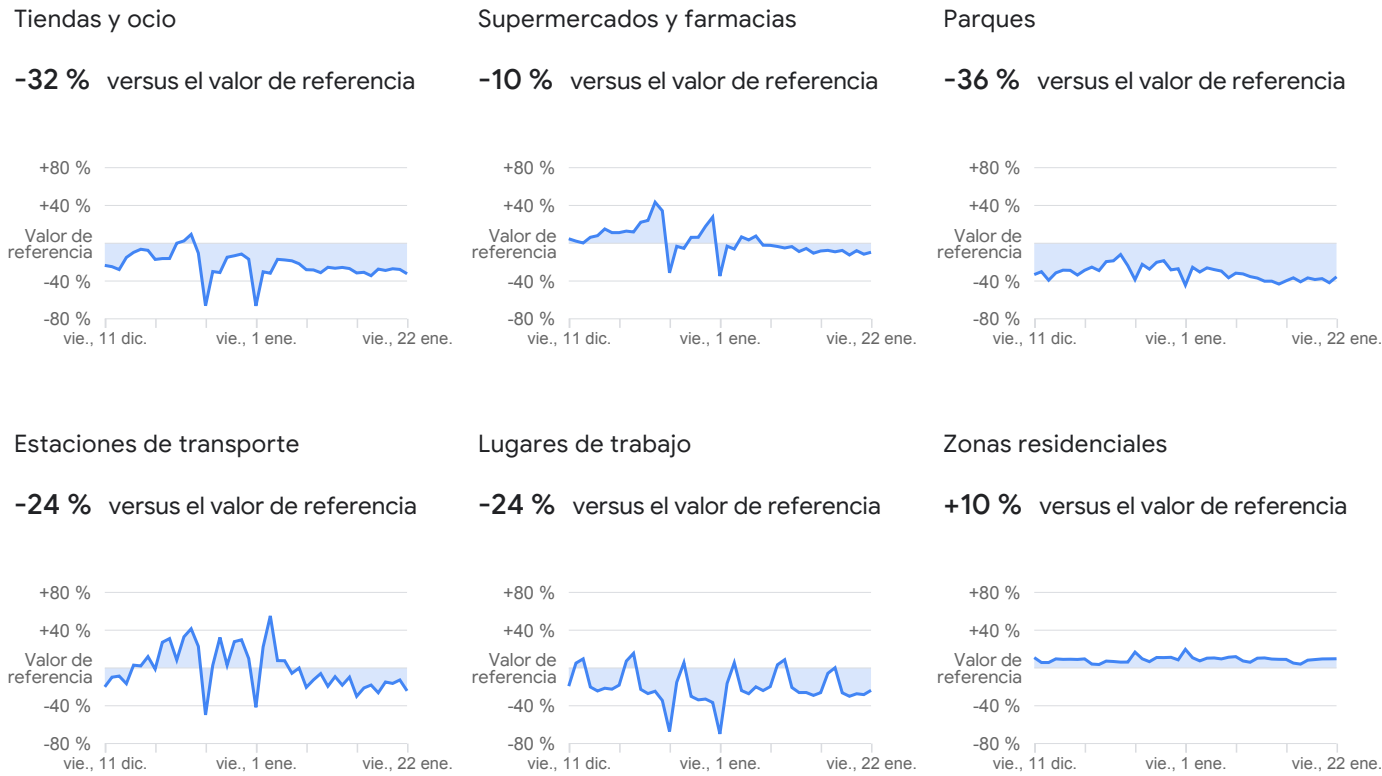 Tiendas y ocio
-32 % versus el valor de referencia
+80 %
+40 %
Valor de
referencia
-40 %
-80 %
vie., 11 dic.
vie., 1 ene.
vie., 22 ene.
Supermercados y farmacias
-10 % versus el valor de referencia
+80 %
+40 %
Valor de
referencia
-40 %
-80 %
vie., 11 dic.
vie., 1 ene.
vie., 22 ene.
Parques
-36 % versus el valor de referencia
+80 %
+40 %
Valor de
referencia
-40 %
-80 %
vie., 11 dic.
vie., 1 ene.
vie., 22 ene.
Estaciones de transporte
-24 % versus el valor de referencia
+80 %
+40 %
Valor de
referencia
-40 %
-80 %
vie., 11 dic.
vie., 1 ene.
vie., 22 ene.
Lugares de trabajo
-24 % versus el valor de referencia
+80 %
+40 %
Valor de
referencia
-40 %
-80 %
vie., 11 dic.
vie., 1 ene.
vie., 22 ene.
Zonas residenciales
+10 % versus el valor de referencia
+80 %
+40 %
Valor de
referencia
-40 %
-80 %
vie., 11 dic.
vie., 1 ene.
vie., 22 ene.